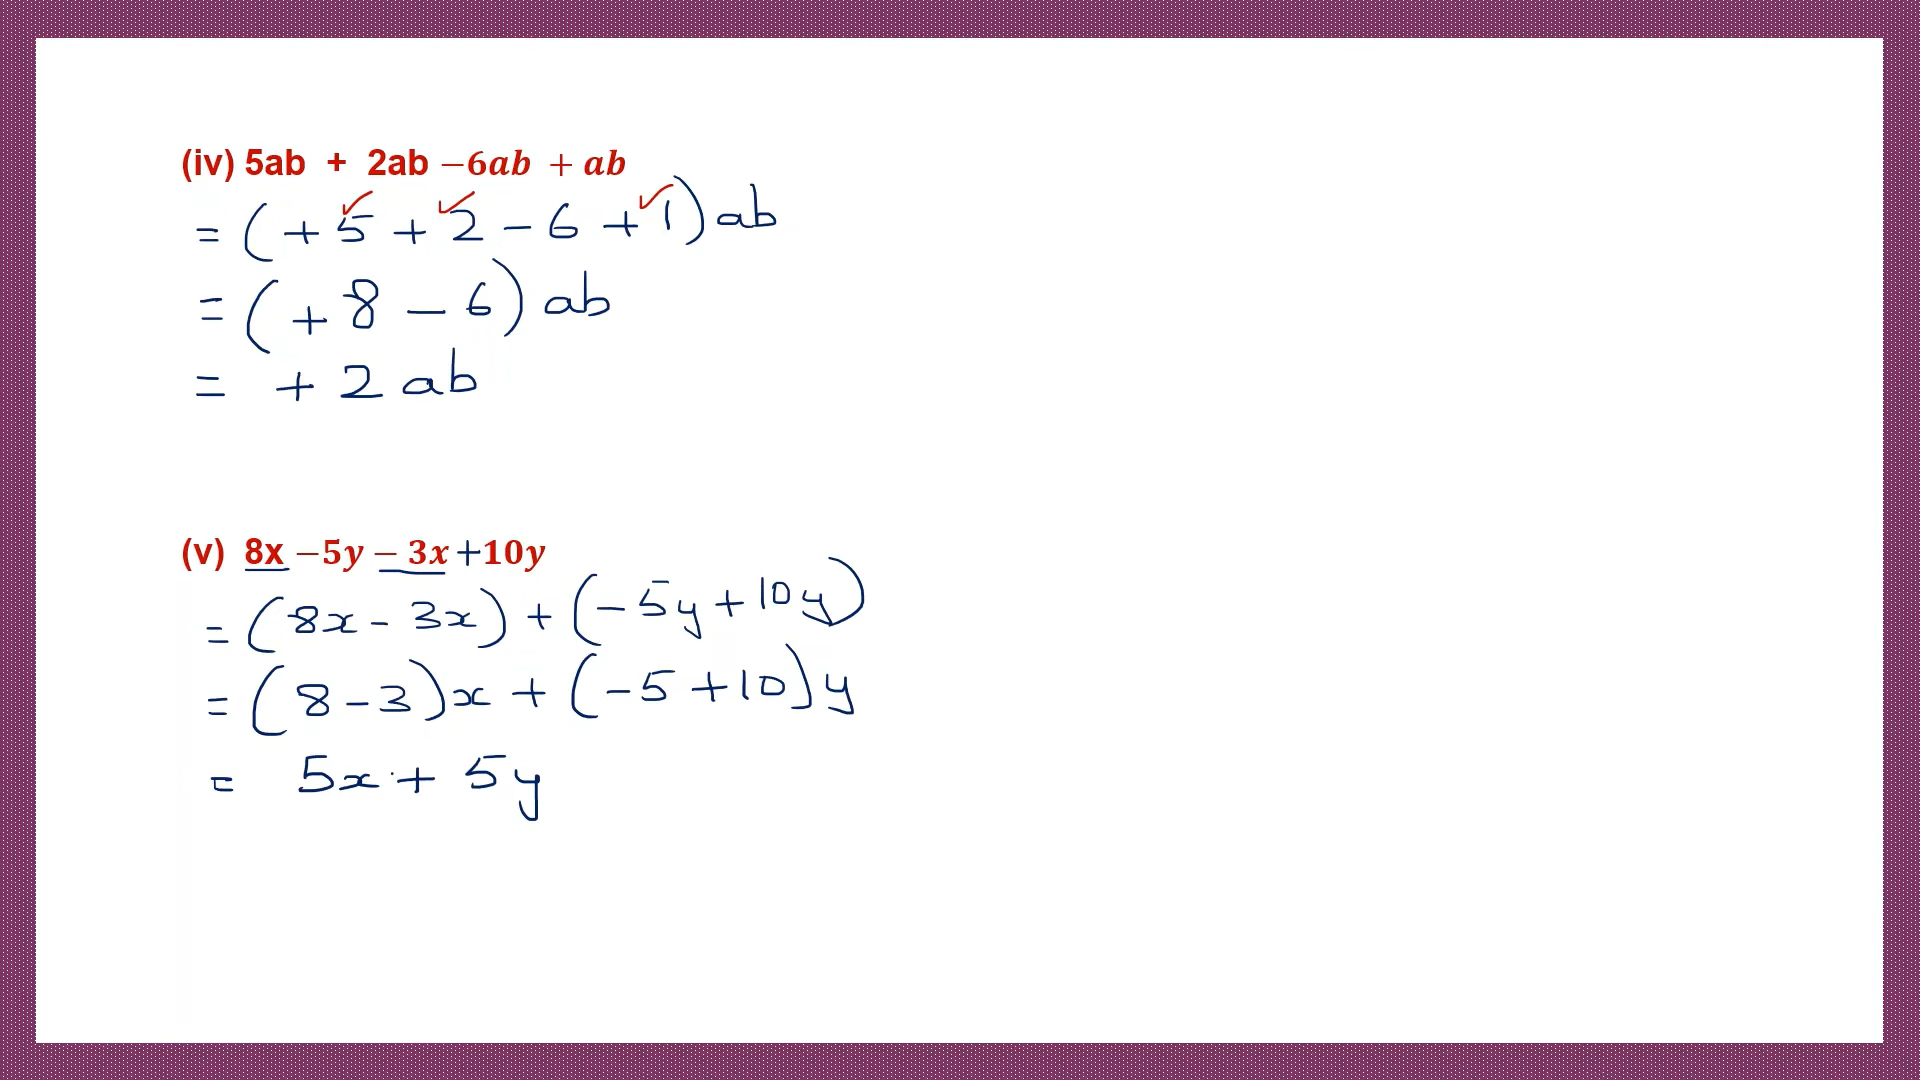 (iv) 5ab + 2ab −6ab + ab
= ( + 5 + 2 − 6 + 1 ) ab
= ( + 8 − 6 ) ab
= + 2 ab
(v) 8x −5y − 3x +10y
= ( 8x − 3x ) + ( − 5y + 10y )
= ( 8 − 3 ) x + ( − 5 + 10 ) y
= 5x + 5y